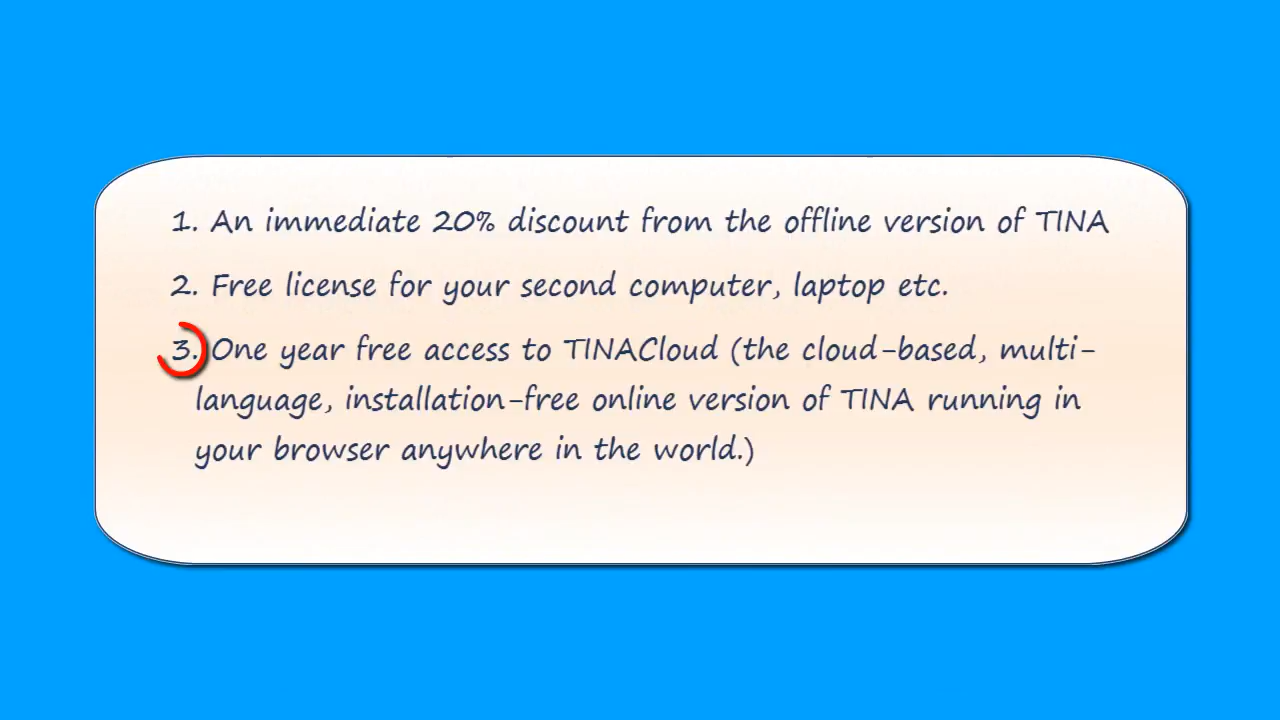 1. An immediate 20% discount from the offline version of TINA
2. Free license for your second computer, laptop etc.
3. One year free access to TINACloud (the cloud-based, multi-
language, installation-free online version of TINA running in
your browser anywhere in the world.)